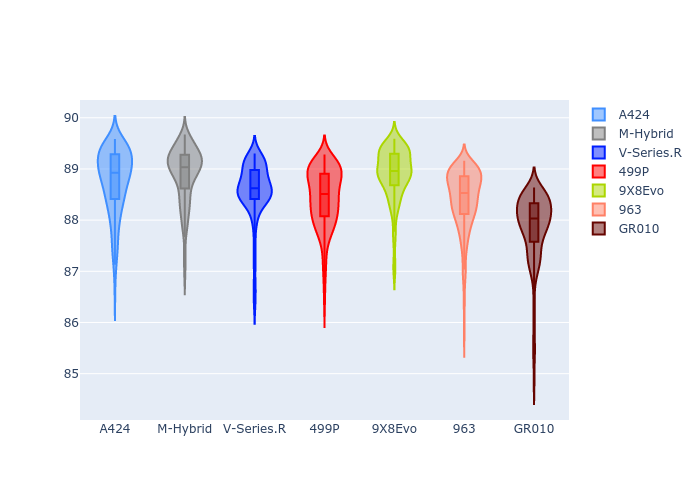 90
89
88
87
86
85
A424
M-Hybrid
V-Series.R
499P
9X8Evo
963
GR010
A424
M-Hybrid
V-Series.R
499P
9X8Evo
963
GR010